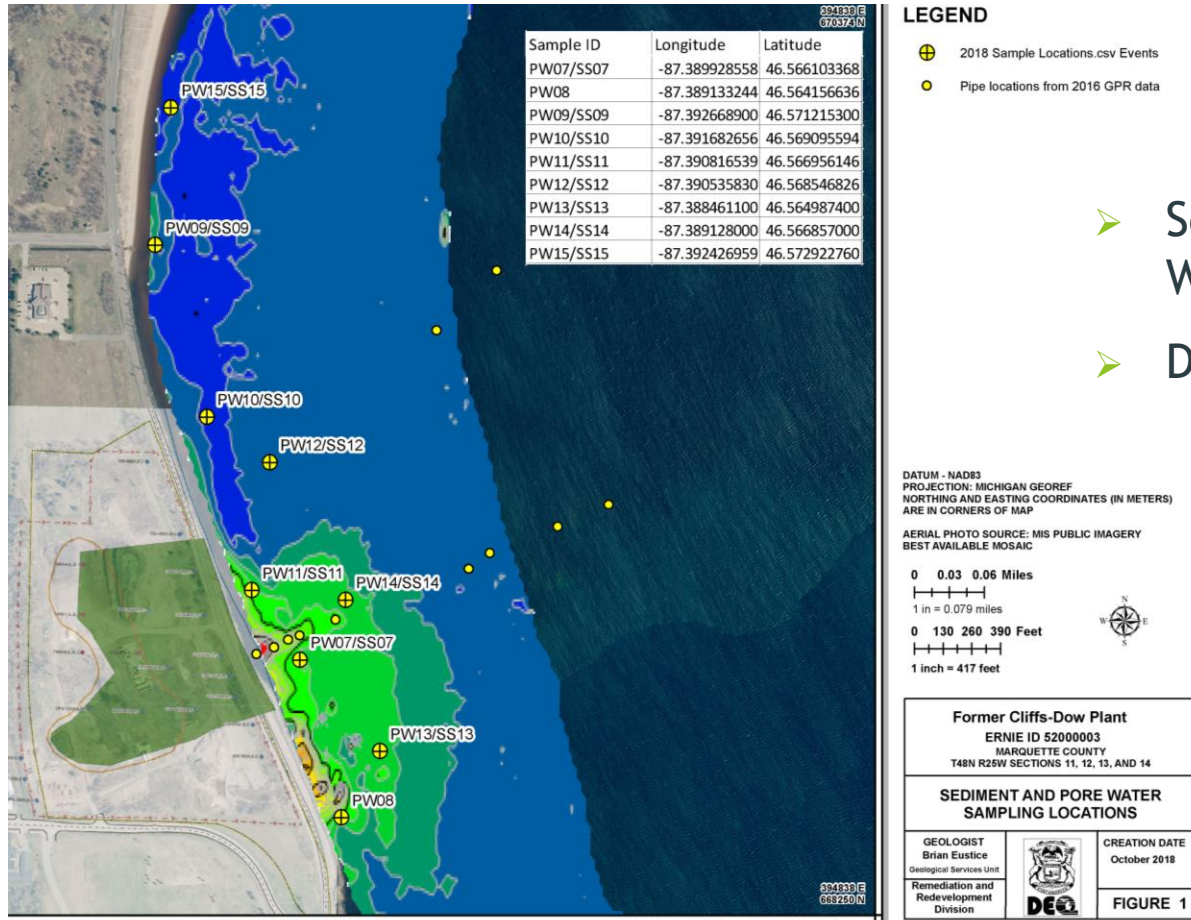 394838 E
670374 N
Sample ID Longitude Latitude
PW07/SS07 -87.389928558 46.566103368
PW08 -87.389133244 46.564156636
PW09/SS09 -87.392668900 46.571215300
PW10/SS10 -87.391682656 46.569095594
PW11/SS11 -87.390816539 46.566956146
PW12/SS12 -87.390535830 46.568546826
PW13/SS13 -87.388461100 46.564987400
PW14/SS14 -87.389128000 46.566857000
PW15/SS15 -87.392426959 46.572922760
PW15/SS15
PW09/SS09
PW10/SS10
PW12/SS12
PW11/SS11
PW14/SS14
PW07/SS07
PW13/SS13
PW08
394838 E
668250 N
LEGEND
2018 Sample Locations.csv Events
Pipe locations from 2016 GPR data
DATUM - NAD83
PROJECTION: MICHIGAN GEOREF
NORTHING AND EASTING COORDINATES (IN METERS)
ARE IN CORNERS OF MAP
AERIAL PHOTO SOURCE: MIS PUBLIC IMAGERY
BEST AVAILABLE MOSAIC
0 0.03 0.06 Miles
1 in = 0.079 miles
0 130 260 390 Feet
1 inch = 417 feet
N
W E
S
Former Cliffs-Dow Plant
ERNIE ID 52000003
MARQUETTE COUNTY
T48N R25W SECTIONS 11, 12, 13, AND 14
SEDIMENT AND PORE WATER
SAMPLING LOCATIONS
GEOLOGIST
Brian Eustice
Geological Services Unit
Remediation and
Redevelopment
Division
DEQ
CREATION DATE
October 2018
FIGURE 1